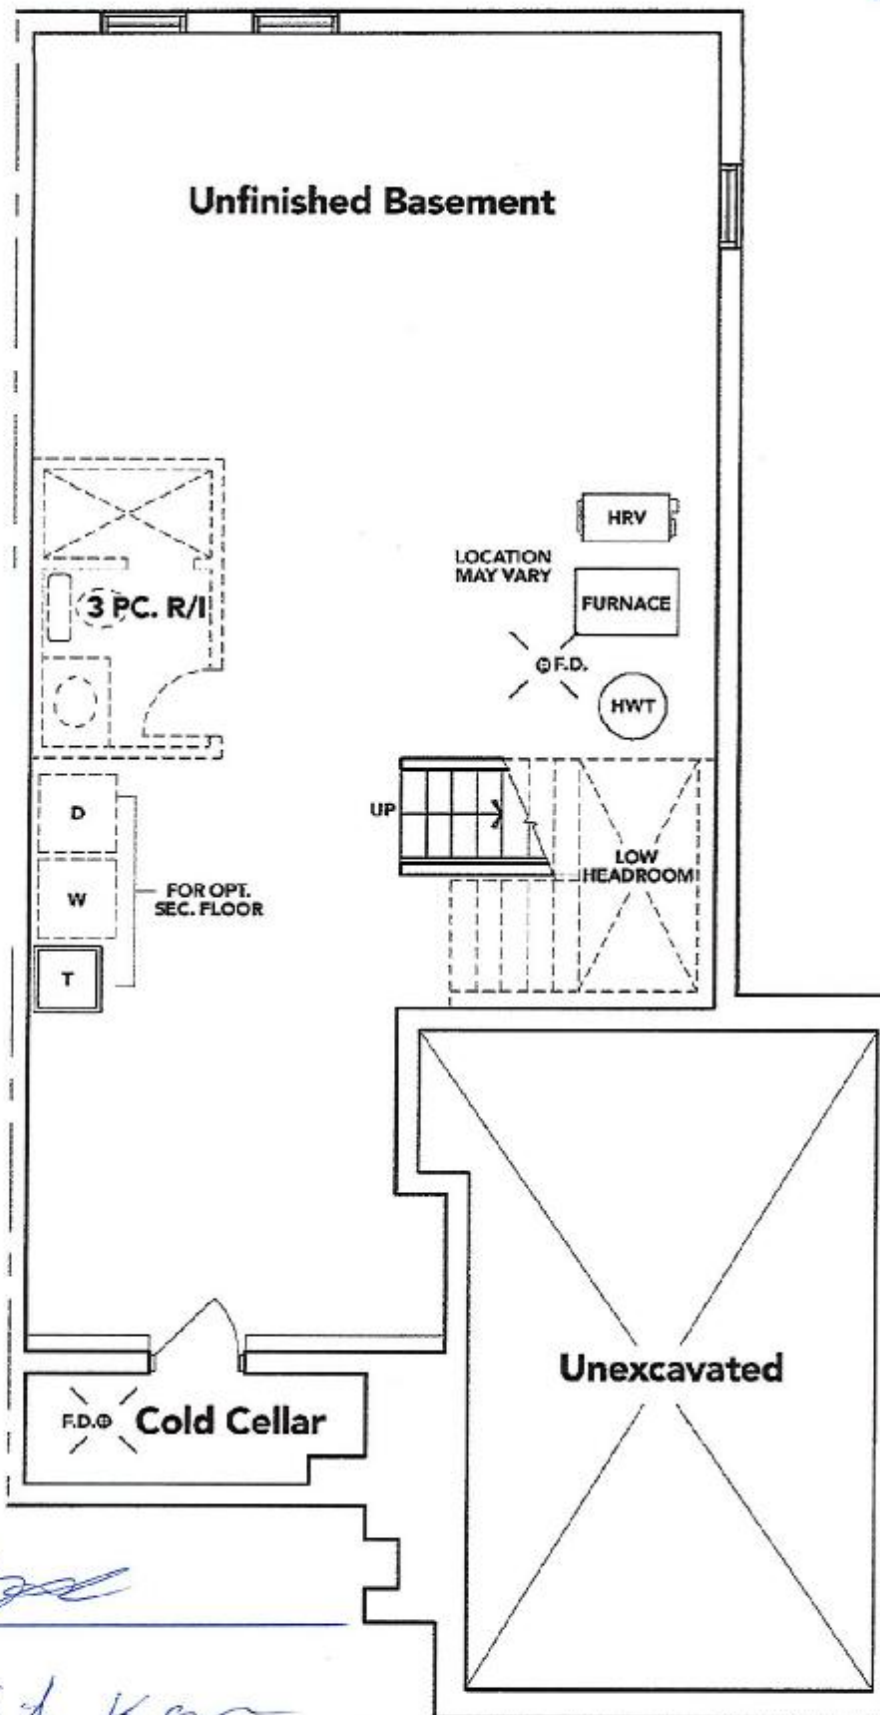 Unfinished Basement
HRV
LOCATION
MAY VARY
FURNACE
3 PC. R/I
F.D.
HWT
UP
D
LOW
HEADROOM
W
FOR OPT.
SEC. FLOOR
T
Unexcavated
F.D.
Cold Cellar